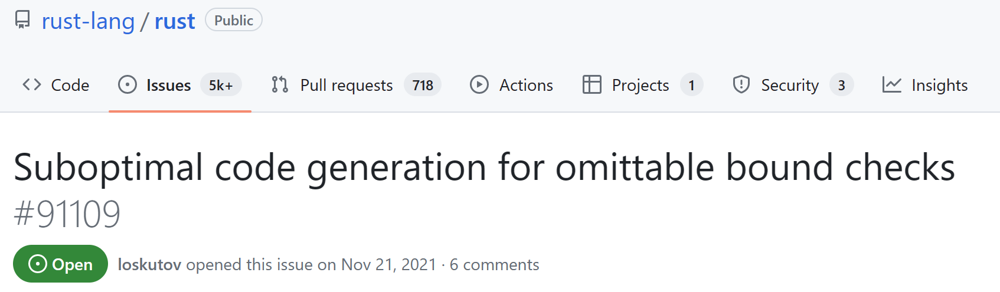 rust-lang / rust Public
Code Issues 5k+ Pull requests 718 Actions Projects 1 Security 3 Insights
Suboptimal code generation for omittable bound checks
#91109
Open loskutov opened this issue on Nov 21, 2021 · 6 comments